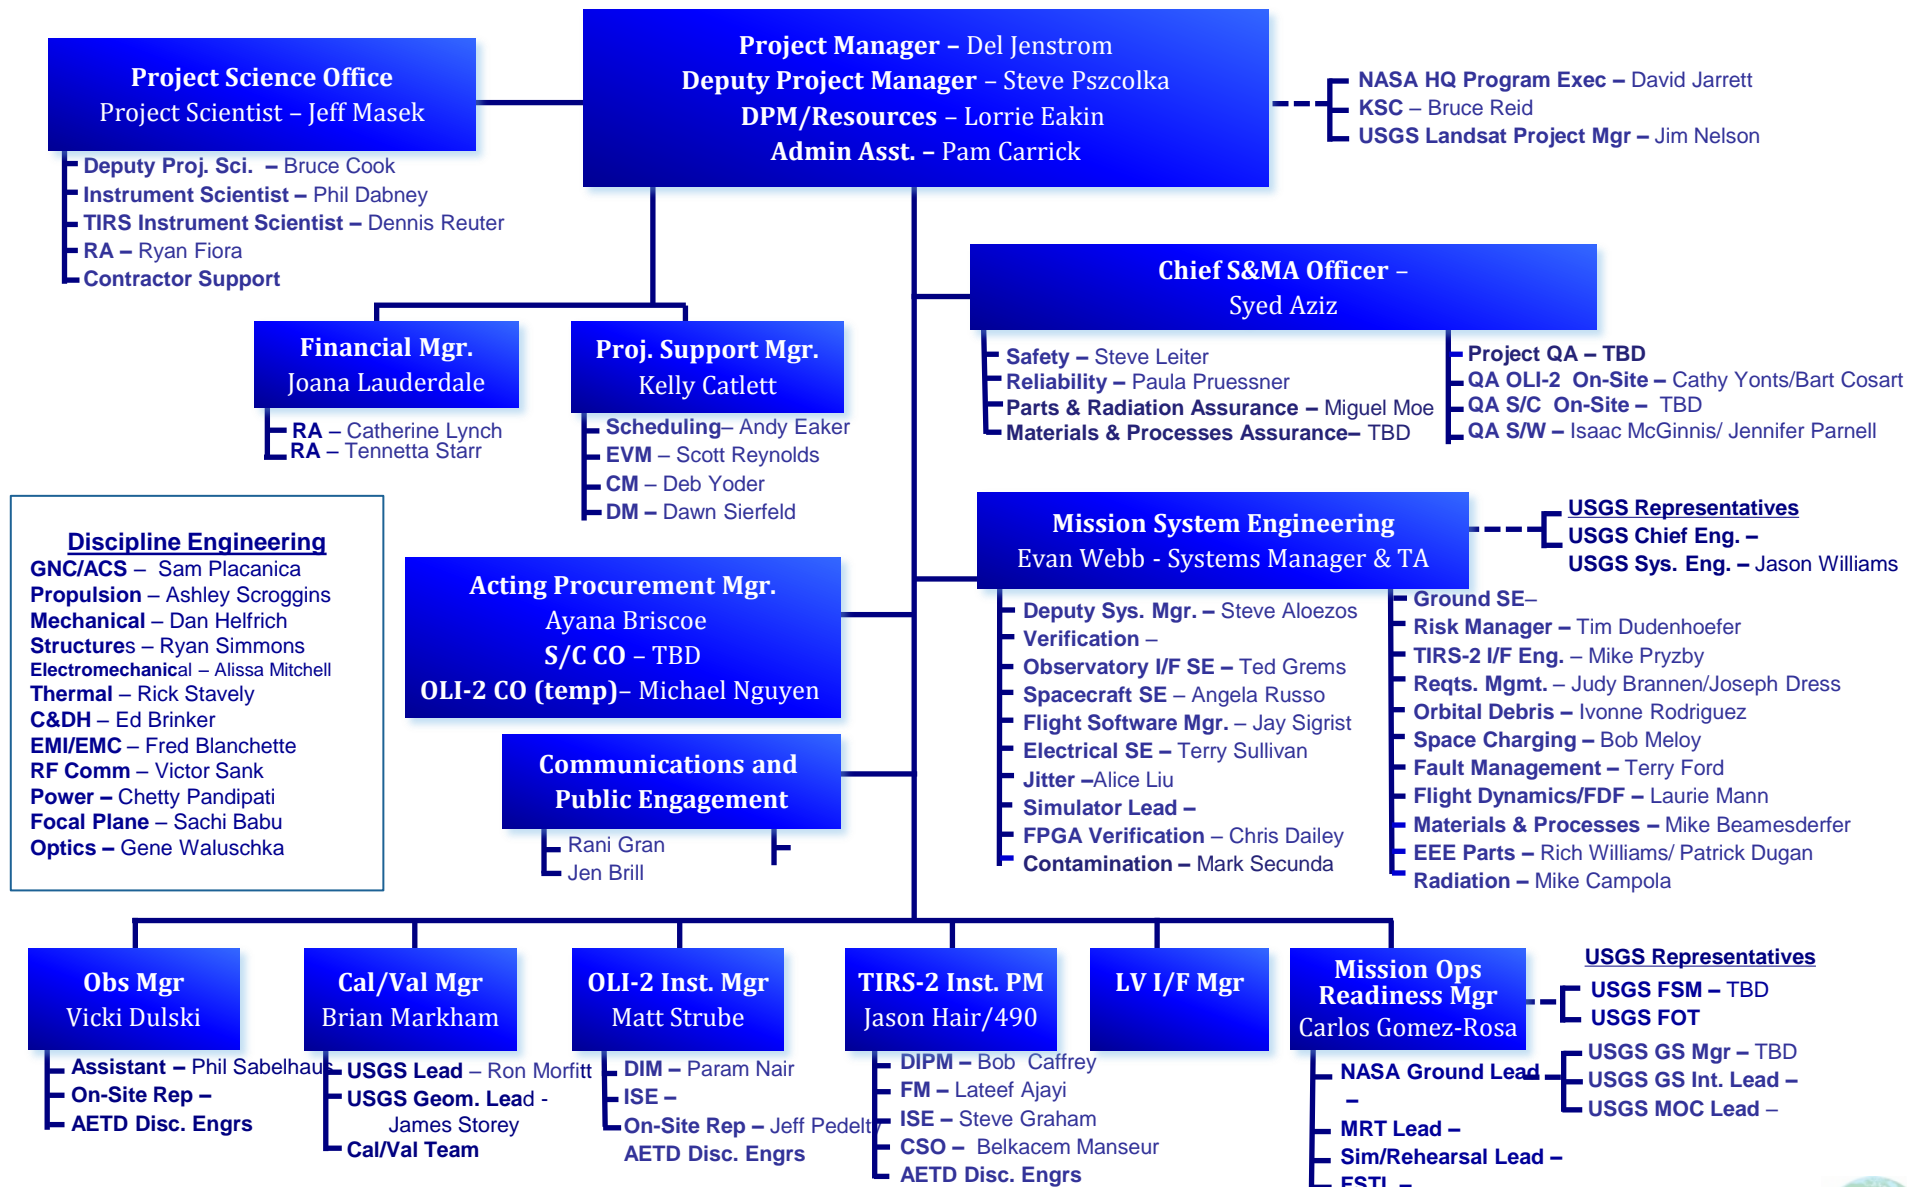 Project Manager – Del Jenstrom
Deputy Project Manager – Steve Pszcolka
DPM/Resources – Lorrie Eakin
Admin Asst. – Pam Carrick
Project Science Office
Project Scientist – Jeff Masek
Deputy Proj. Sci. – Bruce Cook
Instrument Scientist – Phil Dabney
TIRS Instrument Scientist – Dennis Reuter
RA – Ryan Fiora
Contractor Support
NASA HQ Program Exec – David Jarrett
KSC – Bruce Reid
USGS Landsat Project Mgr – Jim Nelson
Chief S&MA Officer –
Syed Aziz
Safety – Steve Leiter
Reliability – Paula Pruessner
Parts & Radiation Assurance – Miguel Moe
Materials & Processes Assurance– TBD
Project QA – TBD
QA OLI-2 On-Site – Cathy Yonts/Bart Cosart
QA S/C On-Site – TBD
QA S/W – Isaac McGinnis/ Jennifer Parnell
Financial Mgr.
Joana Lauderdale
RA – Catherine Lynch
RA – Tennetta Starr
Proj. Support Mgr.
Kelly Catlett
Scheduling– Andy Eaker
EVM – Scott Reynolds
CM – Deb Yoder
DM – Dawn Sierfeld
Discipline Engineering
GNC/ACS – Sam Placanica
Propulsion – Ashley Scroggins
Mechanical – Dan Helfrich
Structures – Ryan Simmons
Electromechanical – Alissa Mitchell
Thermal – Rick Stavely
C&DH – Ed Brinker
EMI/EMC – Fred Blanchette
RF Comm – Victor Sank
Power – Chetty Pandipati
Focal Plane – Sachi Babu
Optics – Gene Waluschka
Acting Procurement Mgr.
Ayana Briscoe
S/C CO – TBD
OLI-2 CO (temp)– Michael Nguyen
Communications and
Public Engagement
Rani Gran
Jen Brill
Mission System Engineering
Evan Webb - Systems Manager & TA
USGS Representatives
USGS Chief Eng. –
USGS Sys. Eng. – Jason Williams
Deputy Sys. Mgr. – Steve Aloezos
Verification –
Observatory I/F SE – Ted Grems
Spacecraft SE – Angela Russo
Flight Software Mgr. – Jay Sigrist
Electrical SE – Terry Sullivan
Jitter –Alice Liu
Simulator Lead –
FPGA Verification – Chris Dailey
Contamination – Mark Secunda
Ground SE–
Risk Manager – Tim Dudenhoefer
TIRS-2 I/F Eng. – Mike Pryzby
Reqts. Mgmt. – Judy Brannen/Joseph Dress
Orbital Debris – Ivonne Rodriguez
Space Charging – Bob Meloy
Fault Management – Terry Ford
Flight Dynamics/FDF – Laurie Mann
Materials & Processes – Mike Beamesderfer
EEE Parts – Rich Williams/ Patrick Dugan
Radiation – Mike Campola
Obs Mgr
Vicki Dulski
Assistant – Phil Sabelhaus
On-Site Rep –
AETD Disc. Engrs
Cal/Val Mgr
Brian Markham
USGS Lead – Ron Morfitt
USGS Geom. Lead -
James Storey
Cal/Val Team
OLI-2 Inst. Mgr
Matt Strube
DIM – Param Nair
ISE –
On-Site Rep – Jeff Pedelty
AETD Disc. Engrs
TIRS-2 Inst. PM
Jason Hair/490
DIPM – Bob Caffrey
FM – Lateef Ajayi
ISE – Steve Graham
CSO – Belkacem Manseur
AETD Disc. Engrs
LV I/F Mgr
Mission Ops
Readiness Mgr
Carlos Gomez-Rosa
NASA Ground Lead
–
MRT Lead –
Sim/Rehearsal Lead –
USGS Representatives
USGS FSM – TBD
USGS FOT
USGS GS Mgr – TBD
USGS GS Int. Lead –
USGS MOC Lead –